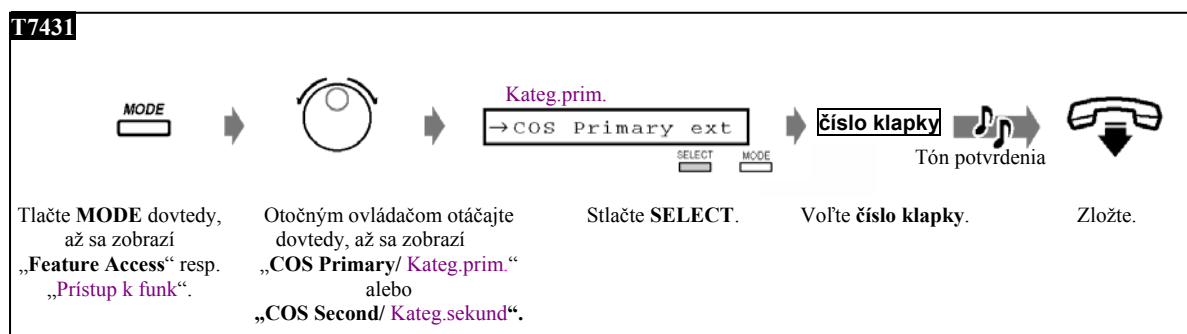 T7431
MODE
Kateg.prim.
→COS Primary ext
SELECT MODE
číslo klapky
Tón potvrdenia
Tlačte MODE dovtedy,
až sa zobrazí
„Feature Access“ resp.
„Prístup k funk“.
Otočným ovládačom otáčajte
dovtedy, až sa zobrazí
„COS Primary/ Kateg.prim.“
alebo
„COS Second/ Kateg.sekund“.
Stlačte SELECT.
Voľte číslo klapky.
Zložte.